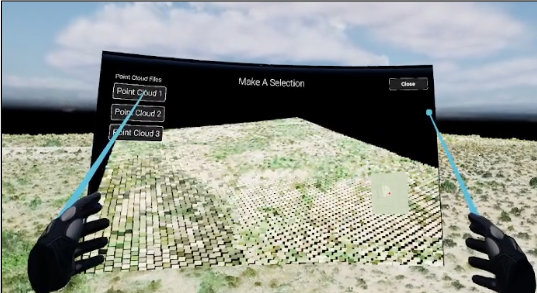 Point Cloud Files
Make A Selection
Close
Point Cloud 1
Point Cloud 2
Point Cloud 3